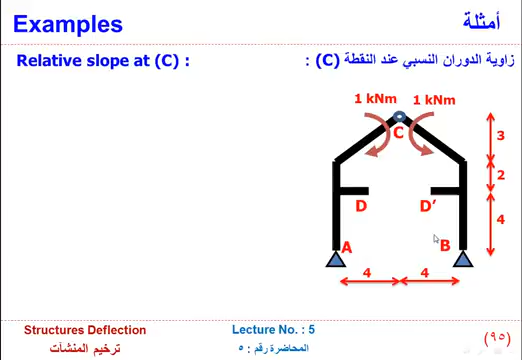 Examples
أمثلة
Relative slope at (C) :
زاوية الدوران النسبي عند النقطة (C) :
1 kNm 1 kNm
C
3
2
D D’
4
A B
4 4
Structures Deflection
Lecture No. : 5
ترخيم المنشآت
المحاضرة رقم : ٥
(٩٥)